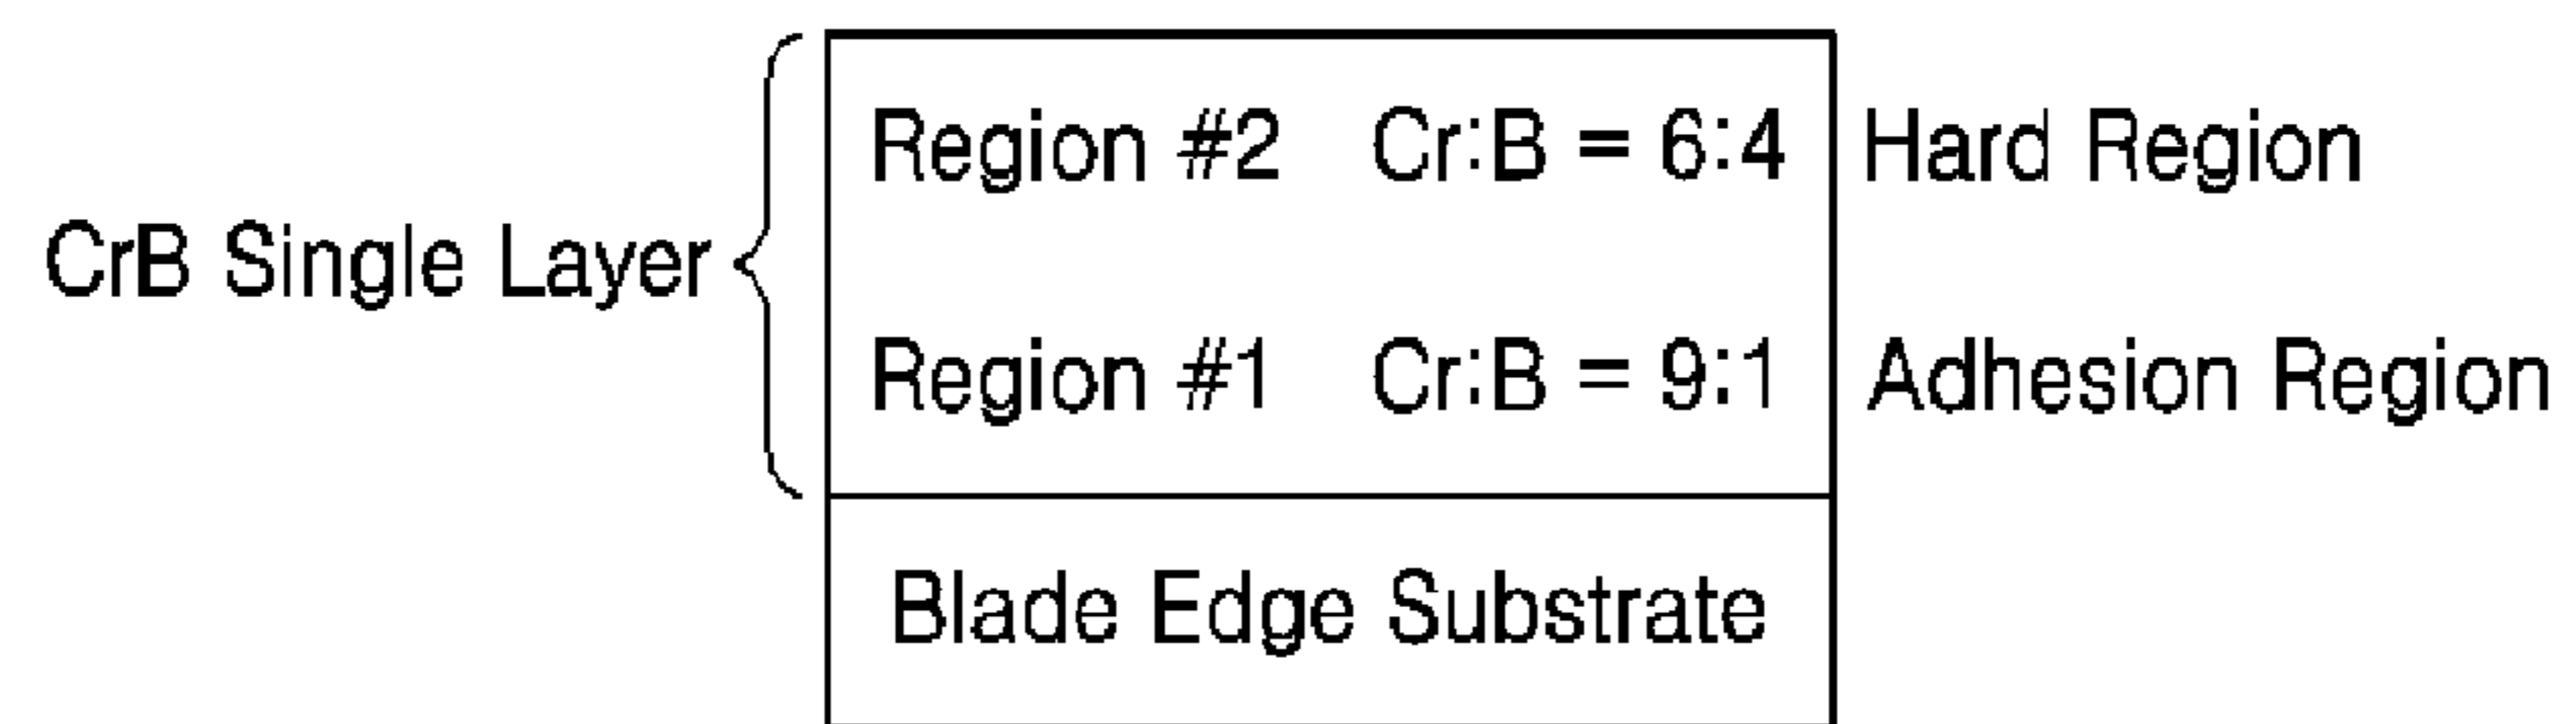 Region #2 Cr:B = 6:4 Hard Region
CrB Single Layer
Region #1 Cr:B = 9:1 Adhesion Region
Blade Edge Substrate